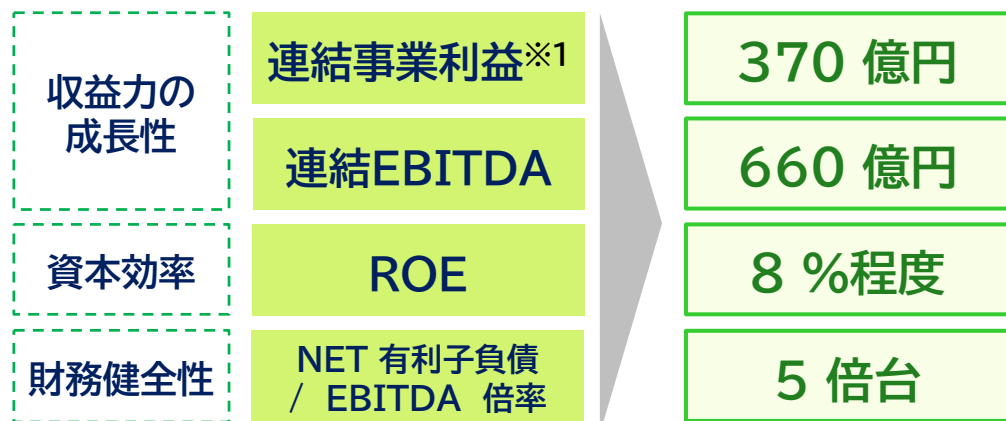 収益力の
成長性
連結事業利益※1
370 億円
連結EBITDA
660 億円
資本効率
ROE
8 %程度
財務健全性
NET 有利子負債
/ EBITDA 倍率
5 倍台